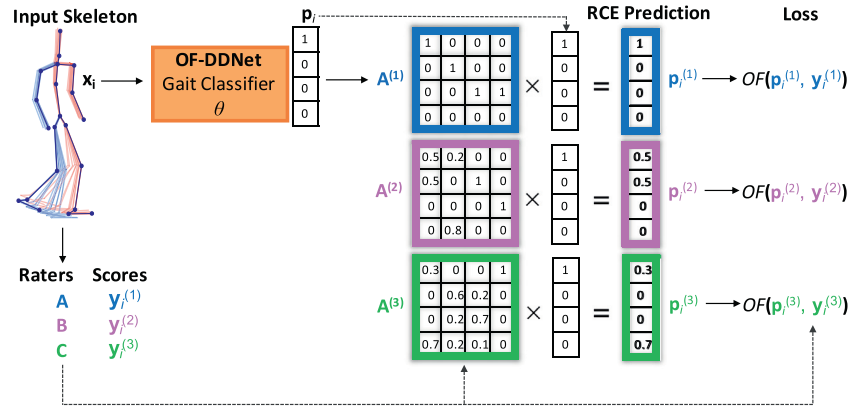 Input Skeleton
x_i
OF-DDNet
Gait Classifier
θ
p_i
1
0
0
0
RCE Prediction
Loss
A^(1)
1 0 0 0
0 1 0 0
0 0 1 1
0 0 0 0
×
1
0
0
0
=
1
0
0
0
p_i^(1)
OF(p_i^(1), y_i^(1))
A^(2)
0.5 0.2 0 0
0.5 0 1 0
0 0 0 1
0 0.8 0 0
×
1
0
0
0
=
0.5
0.5
0
0
p_i^(2)
OF(p_i^(2), y_i^(2))
A^(3)
0.3 0 0 1
0 0.6 0.2 0
0 0.2 0.7 0
0.7 0.2 0.1 0
×
1
0
0
0
=
0.3
0
0
0.7
p_i^(3)
OF(p_i^(3), y_i^(3))
Raters Scores
A y_i^(1)
B y_i^(2)
C y_i^(3)